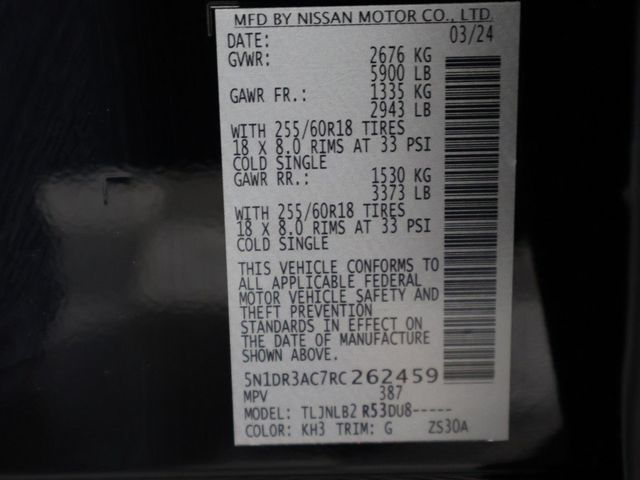 MFD BY NISSAN MOTOR CO., LTD.
DATE: 03/24
GVWR: 2676 KG
5900 LB
GAWR FR.: 1335 KG
2943 LB
WITH 255/60R18 TIRES
18 X 8.0 RIMS AT 33 PSI
COLD SINGLE
GAWR RR.: 1530 KG
3373 LB
WITH 255/60R18 TIRES
18 X 8.0 RIMS AT 33 PSI
COLD SINGLE
THIS VEHICLE CONFORMS TO
ALL APPLICABLE FEDERAL
MOTOR VEHICLE SAFETY AND
THEFT PREVENTION
STANDARDS IN EFFECT ON
THE DATE OF MANUFACTURE
SHOWN ABOVE.
5N1DR3AC7RC262459
MPV 387
MODEL: TLJNLB2 R53DU8-----
COLOR: KH3 TRIM: G ZS30A